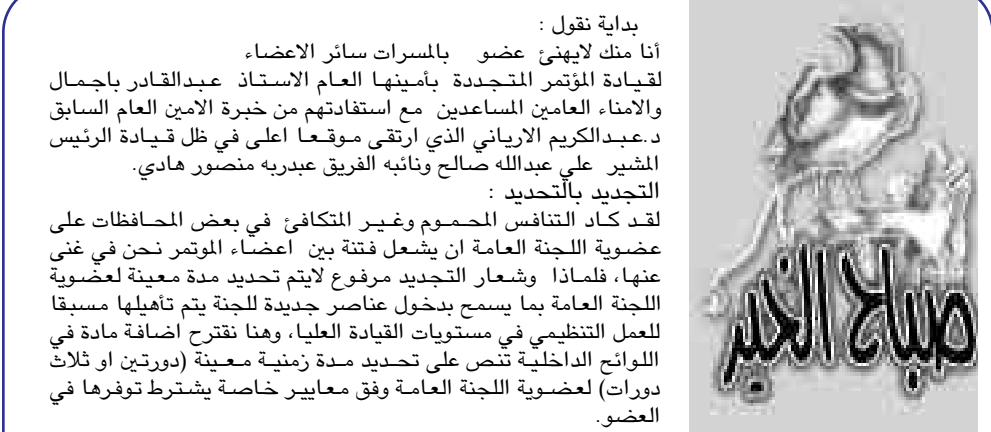 بداية نقول :
أنا منك لايهنئ عضو بالمسرات سائر الاعضاء
لقيادة المؤتمر المتجددة بأمينها العام الاستاذ عبدالقادر باجمال
والامناء العامين المساعدين مع استفادتهم من خبرة الامين العام السابق
د.عبدالكريم الارياني الذي ارتقى موقعا اعلى في ظل قيادة الرئيس
المشير علي عبدالله صالح ونائبه الفريق عبدربه منصور هادي.
التجديد بالتحديد :
لقد كاد التنافس المحموم وغير المتكافئ في بعض المحافظات على
عضوية اللجنة العامة ان يشعل فتنة بين اعضاء الموتمر نحن في غنى
عنها، فلماذا وشعار التجديد مرفوع لايتم تحديد مدة معينة لعضوية
اللجنة العامة بما يسمح بدخول عناصر جديدة للجنة يتم تأهيلها مسبقا
للعمل التنظيمي في مستويات القيادة العليا، وهنا نقترح اضافة مادة في
اللوائح الداخلية تنص على تحديد مدة زمنية معينة (دورتين او ثلاث
دورات) لعضوية اللجنة العامة وفق معايير خاصة يشترط توفرها في
العضو.
صباح الخير